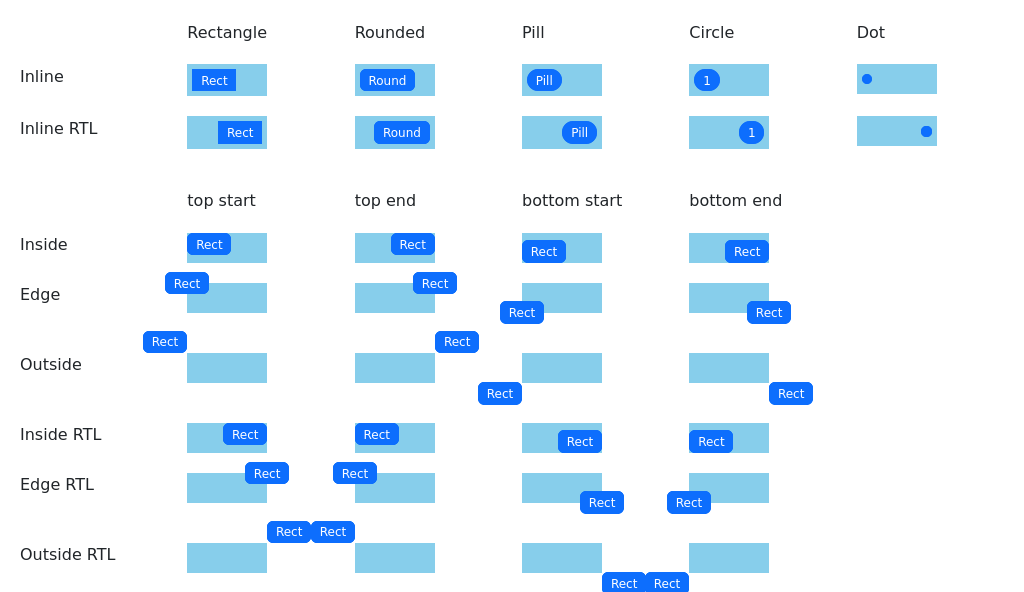 Rectangle Rounded Pill Circle Dot
Inline Rect Round Pill 1
Inline RTL Rect Round Pill 1
top start top end bottom start bottom end
Inside Rect Rect Rect Rect
Edge Rect Rect Rect Rect
Rect Rect
Outside
Rect Rect
Inside RTL Rect Rect Rect Rect
Edge RTL Rect Rect Rect Rect
Rect Rect
Outside RTL
Rect Rect